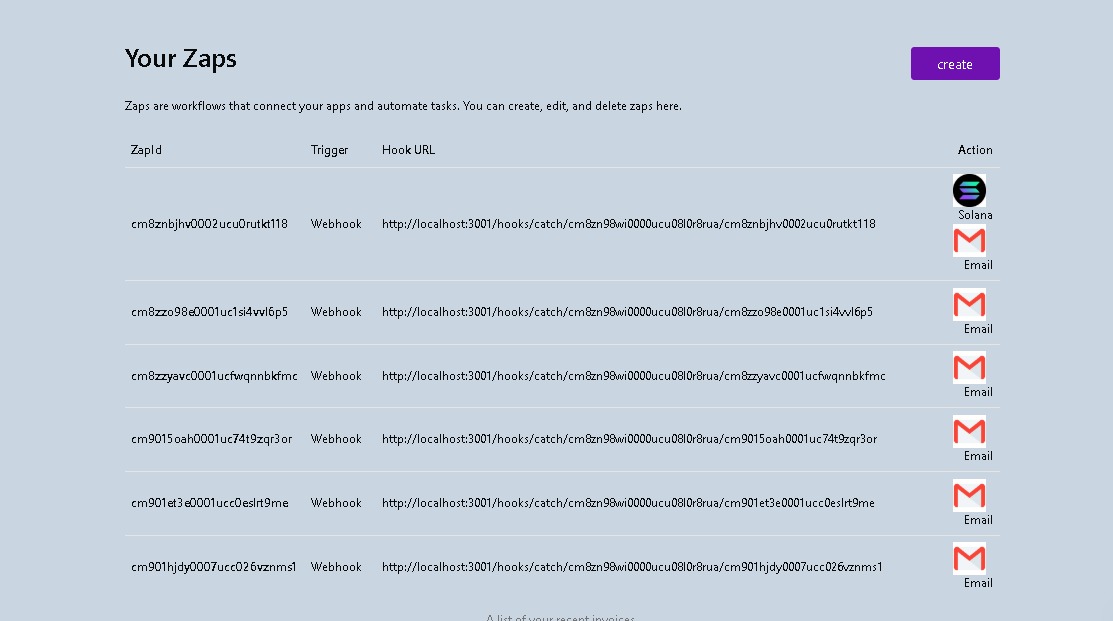 Your Zaps
create
Zaps are workflows that connect your apps and automate tasks. You can create, edit, and delete zaps here.
ZapId Trigger Hook URL Action
cm8znbjhv0002ucu0rutkt118 Webhook http://localhost:3001/hooks/catch/cm8zn98wi0000ucu08l0r8rua/cm8znbjhv0002ucu0rutkt118
Solana
Email
cm8zzo98e0001uc1si4vvl6p5 Webhook http://localhost:3001/hooks/catch/cm8zn98wi0000ucu08l0r8rua/cm8zzo98e0001uc1si4vvl6p5
Email
cm8zzyavc0001ucfwqnnbkfmc Webhook http://localhost:3001/hooks/catch/cm8zn98wi0000ucu08l0r8rua/cm8zzyavc0001ucfwqnnbkfmc
Email
cm9015oah0001uc74t9zqr3or Webhook http://localhost:3001/hooks/catch/cm8zn98wi0000ucu08l0r8rua/cm9015oah0001uc74t9zqr3or
Email
cm901et3e0001ucc0eslrt9me Webhook http://localhost:3001/hooks/catch/cm8zn98wi0000ucu08l0r8rua/cm901et3e0001ucc0eslrt9me
Email
cm901hjdy0007ucc026vznms1 Webhook http://localhost:3001/hooks/catch/cm8zn98wi0000ucu08l0r8rua/cm901hjdy0007ucc026vznms1
Email
A list of your recent invoices